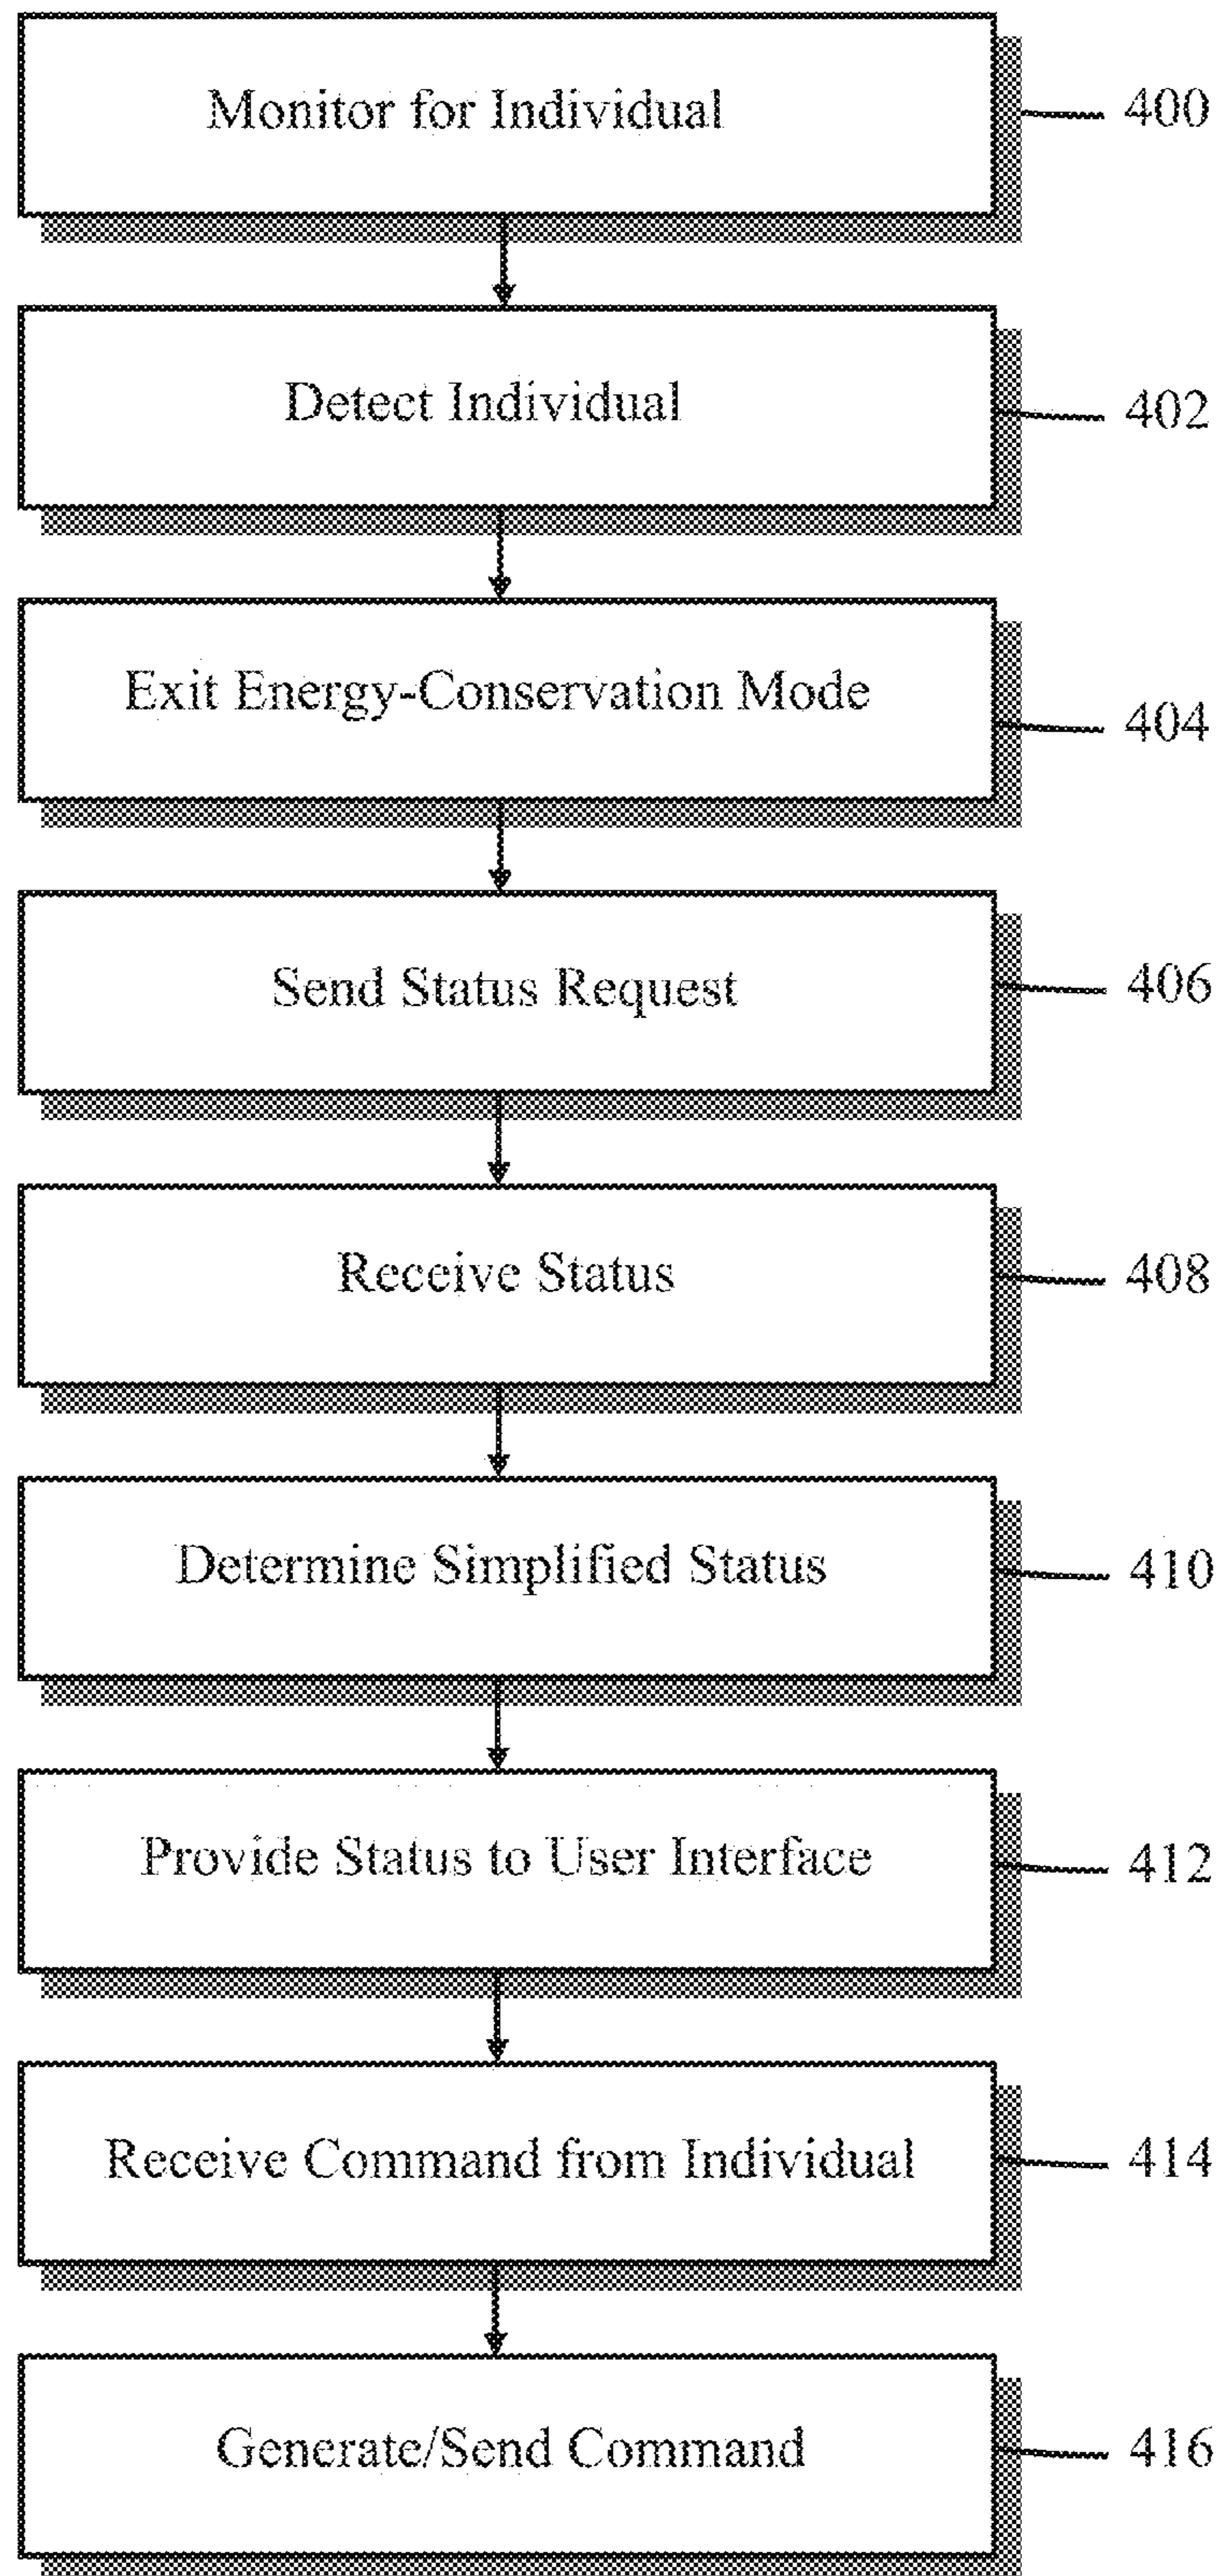 Monitor for Individual
400
Detect Individual
402
Exit Energy-Conservation Mode
404
Send Status Request
406
Receive Status
408
Determine Simplified Status
410
Provide Status to User Interface
412
Receive Command from Individual
414
Generate/Send Command
416